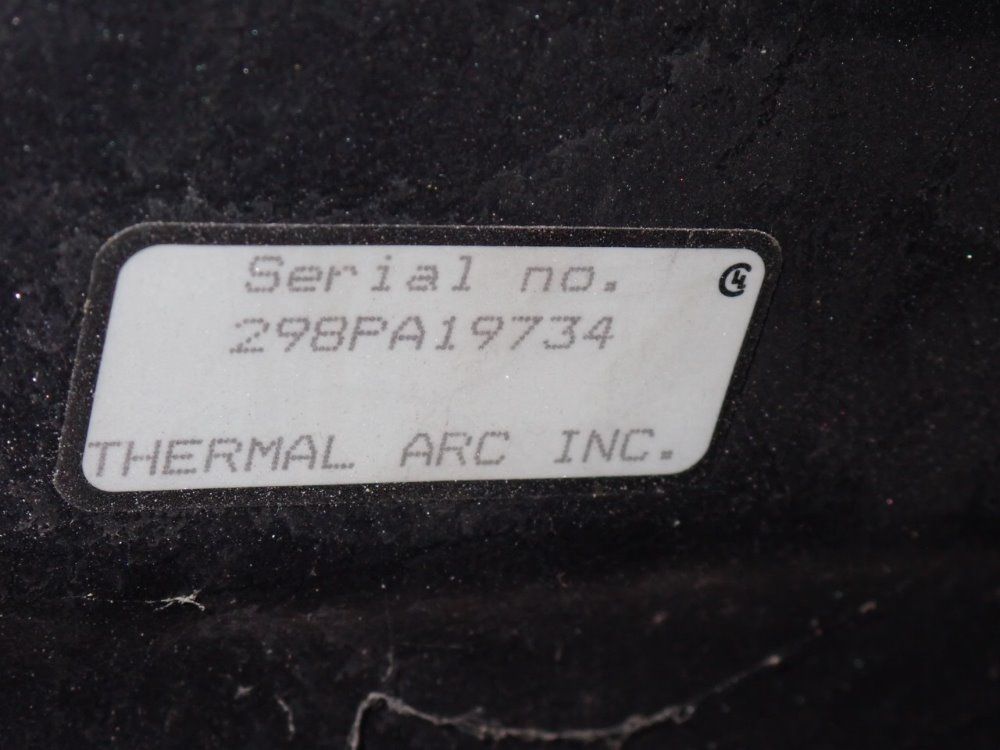 Serial no.
298PA19734
THERMAL ARC INC.